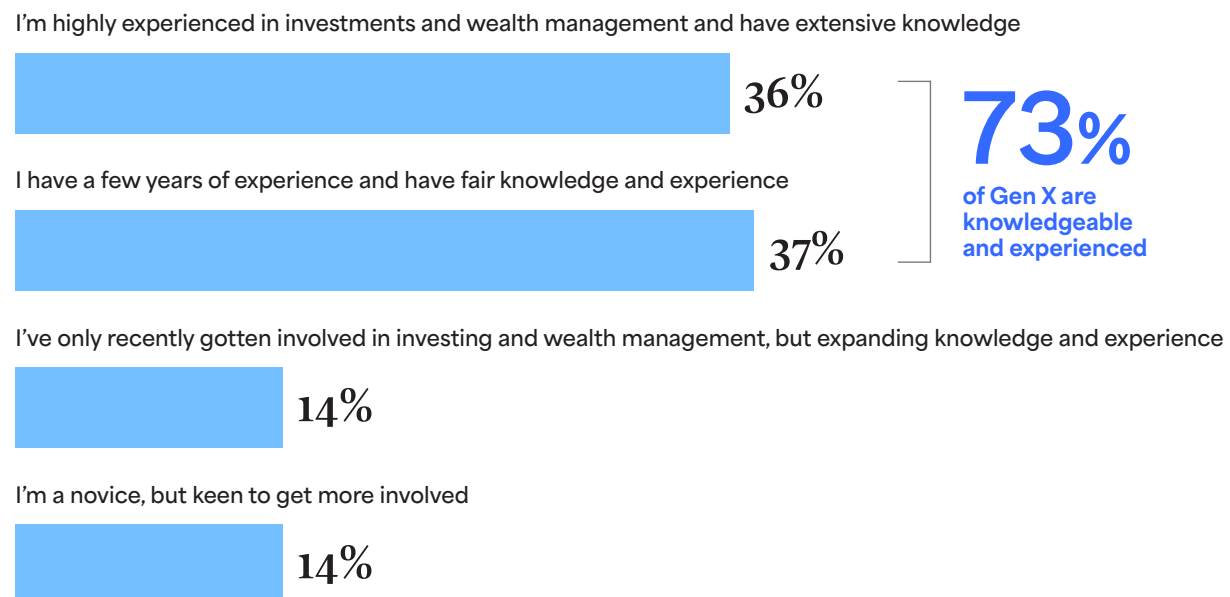 I’m highly experienced in investments and wealth management and have extensive knowledge
36%
73%
of Gen X are
knowledgeable
and experienced
I have a few years of experience and have fair knowledge and experience
37%
I’ve only recently gotten involved in investing and wealth management, but expanding knowledge and experience
14%
I’m a novice, but keen to get more involved
14%